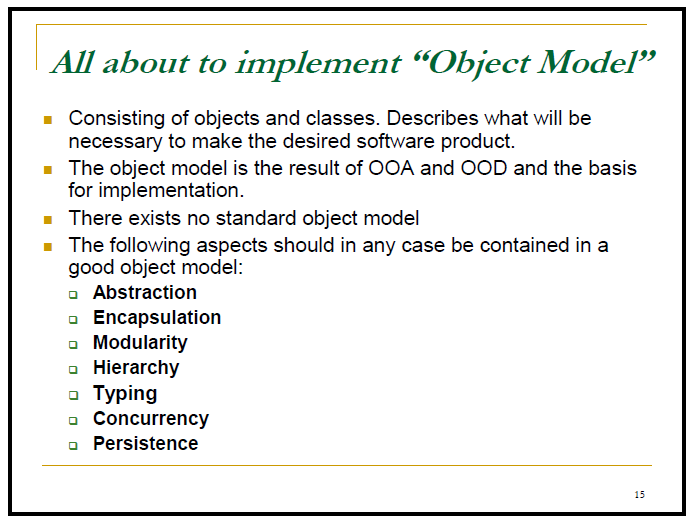 All about to implement “Object Model”
Consisting of objects and classes. Describes what will be
necessary to make the desired software product.
The object model is the result of OOA and OOD and the basis
for implementation.
There exists no standard object model
The following aspects should in any case be contained in a
good object model:
Abstraction
Encapsulation
Modularity
Hierarchy
Typing
Concurrency
Persistence
15